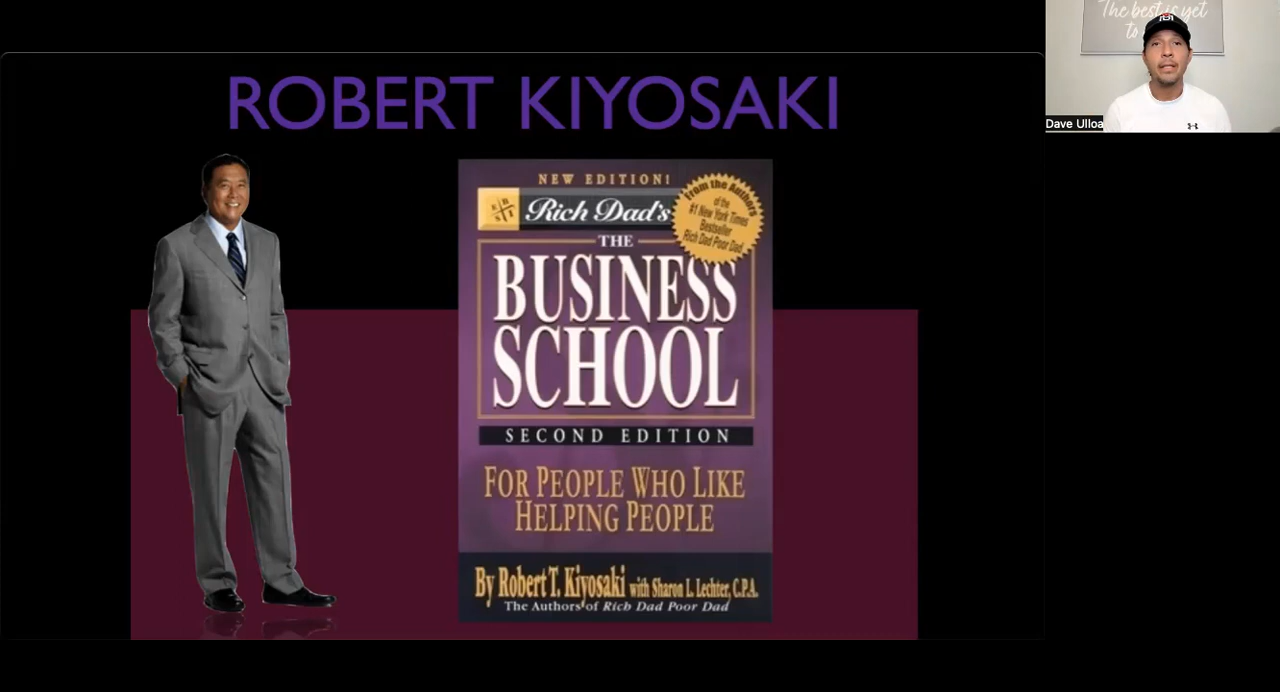 ROBERT KIYOSAKI
NEW EDITION!
E B
S I
Rich Dad's
From the Authors
of the
#1 New York Times
Bestseller
Rich Dad Poor Dad
THE
BUSINESS
SCHOOL
SECOND EDITION
FOR PEOPLE WHO LIKE
HELPING PEOPLE
By Robert T. Kiyosaki with Sharon L. Lechter, C.P.A.
The Authors of Rich Dad Poor Dad
The best is yet
to
Dave Ulloa